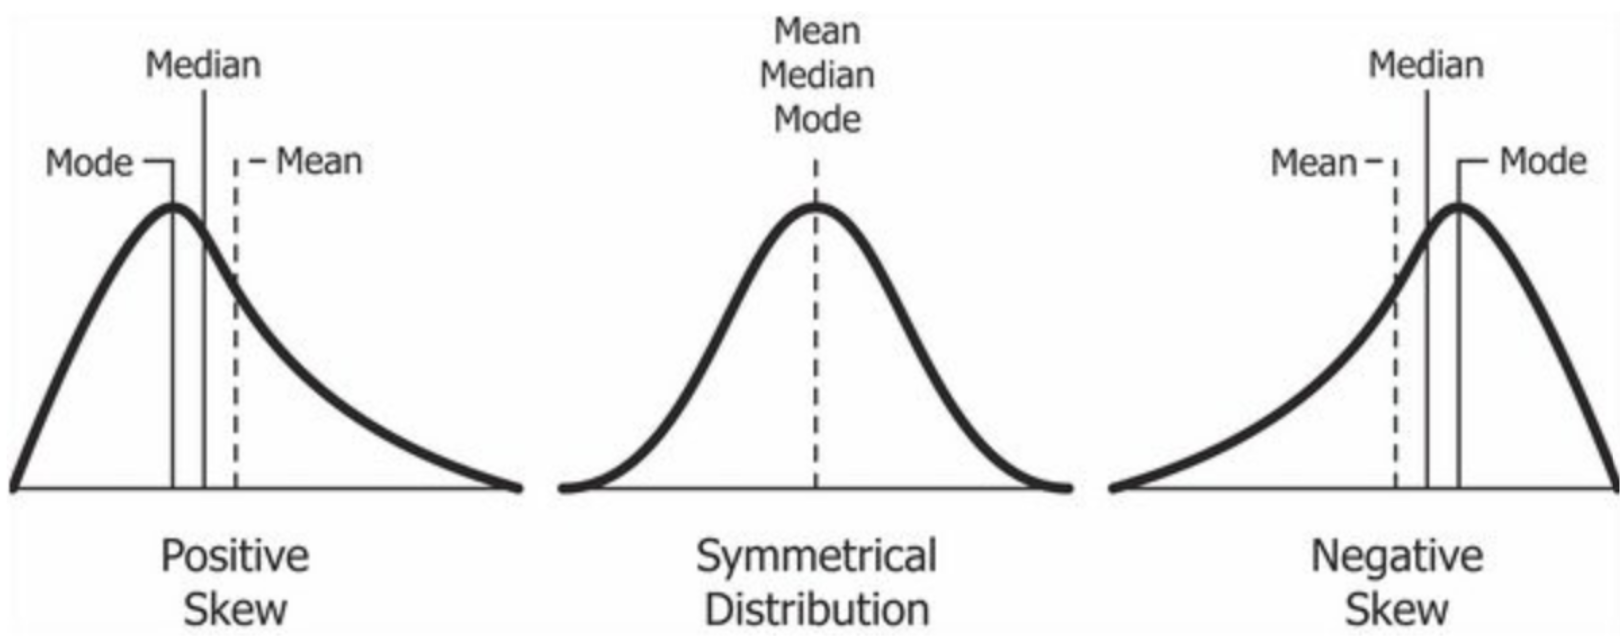 Median
Mode
Mean
Positive
Skew
Mean
Median
Mode
Symmetrical
Distribution
Median
Mean
Mode
Negative
Skew